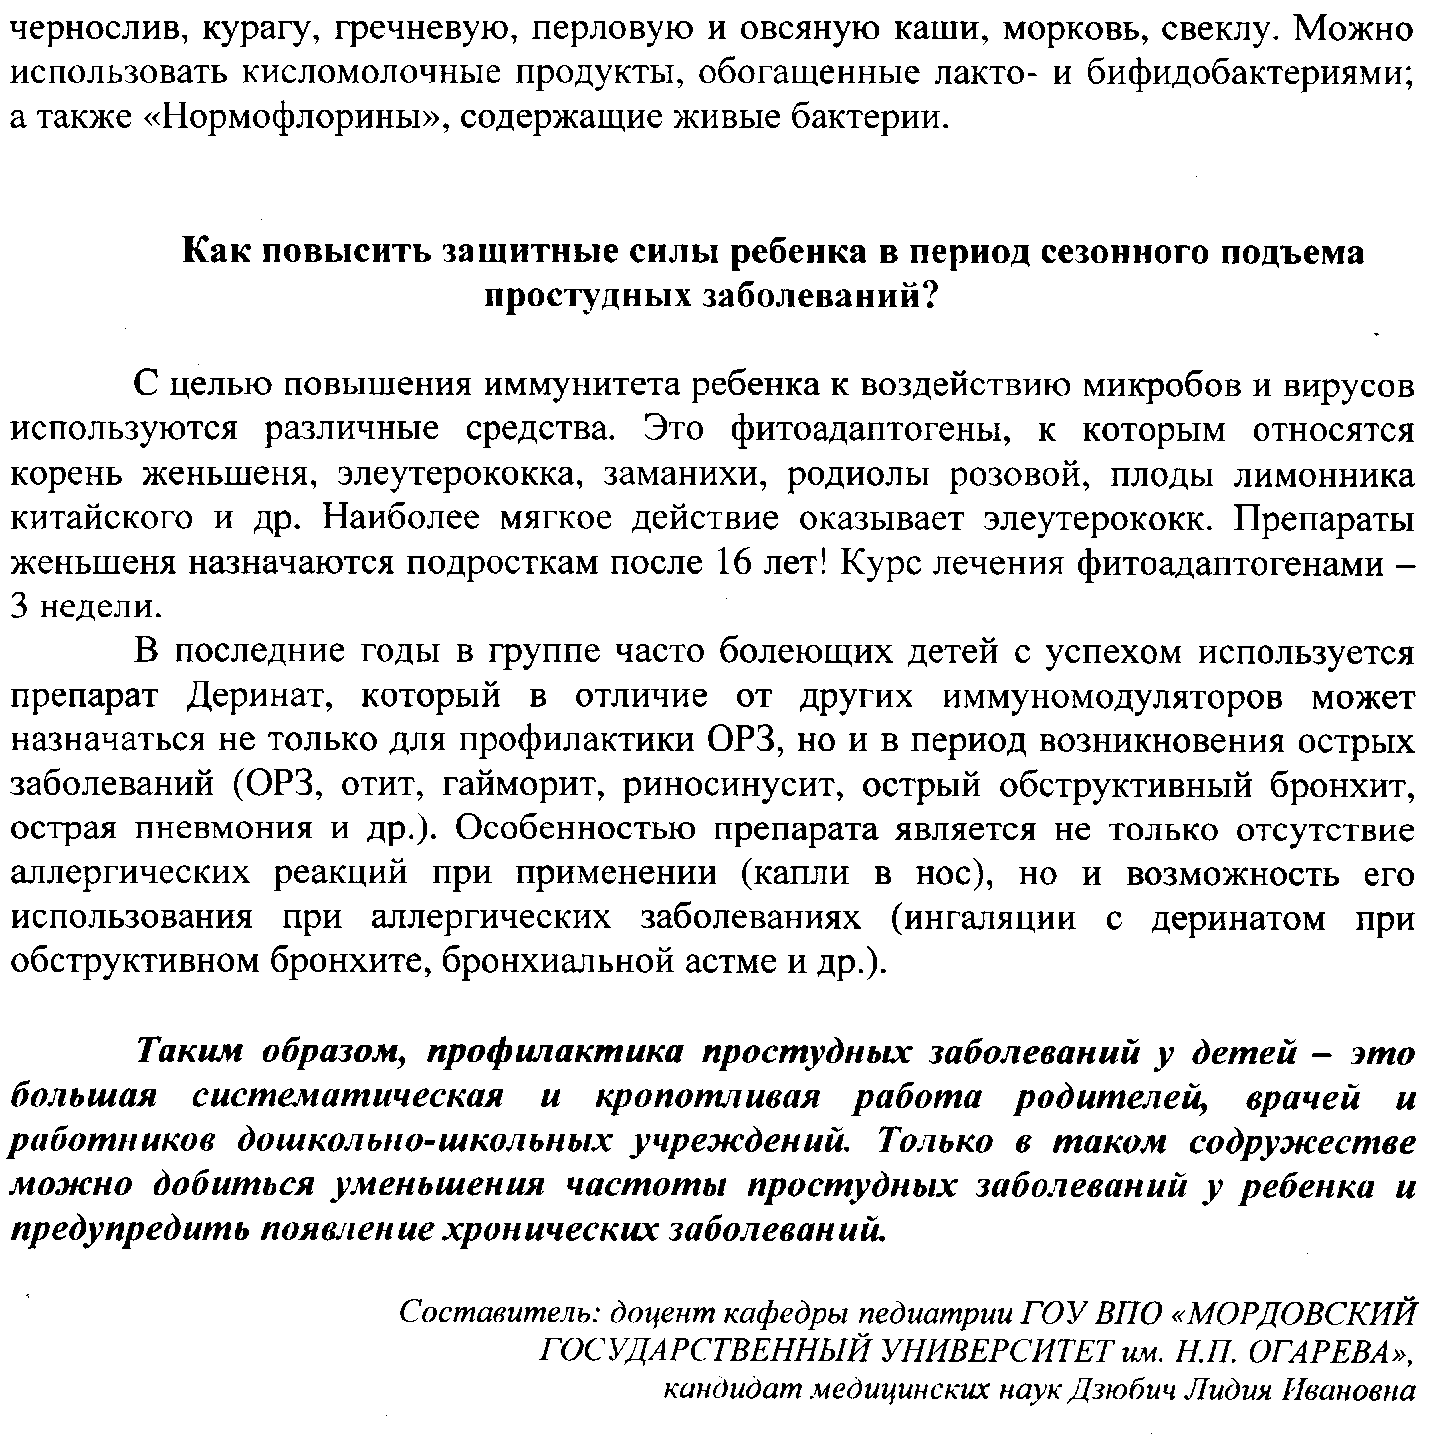 чернослив, курагу, гречневую, перловую и овсяную каши, морковь, свеклу. Можно
использовать кисломолочные продукты, обогащенные лакто- и бифидобактериями;
а также «Нормофлорины», содержащие живые бактерии.
Как повысить защитные силы ребенка в период сезонного подъема
простудных заболеваний?
С целью повышения иммунитета ребенка к воздействию микробов и вирусов
используются различные средства. Это фитоадаптогены, к которым относятся
корень женьшеня, элеутерококка, заманихи, родиолы розовой, плоды лимонника
китайского и др. Наиболее мягкое действие оказывает элеутерококк. Препараты
женьшеня назначаются подросткам после 16 лет! Курс лечения фитоадаптогенами –
3 недели.
В последние годы в группе часто болеющих детей с успехом используется
препарат Деринат, который в отличие от других иммуномодуляторов может
назначаться не только для профилактики ОРЗ, но и в период возникновения острых
заболеваний (ОРЗ, отит, гайморит, риносинусит, острый обструктивный бронхит,
острая пневмония и др.). Особенностью препарата является не только отсутствие
аллергических реакций при применении (капли в нос), но и возможность его
использования при аллергических заболеваниях (ингаляции с деринатом при
обструктивном бронхите, бронхиальной астме и др.).
Таким образом, профилактика простудных заболеваний у детей – это
большая систематическая и кропотливая работа родителей, врачей и
работников дошкольно-школьных учреждений. Только в таком содружестве
можно добиться уменьшения частоты простудных заболеваний у ребенка и
предупредить появление хронических заболеваний.
Составитель: доцент кафедры педиатрии ГОУ ВПО «МОРДОВСКИЙ
ГОСУДАРСТВЕННЫЙ УНИВЕРСИТЕТ им. Н.П. ОГАРЕВА»,
кандидат медицинских наук Дзюбич Лидия Ивановна